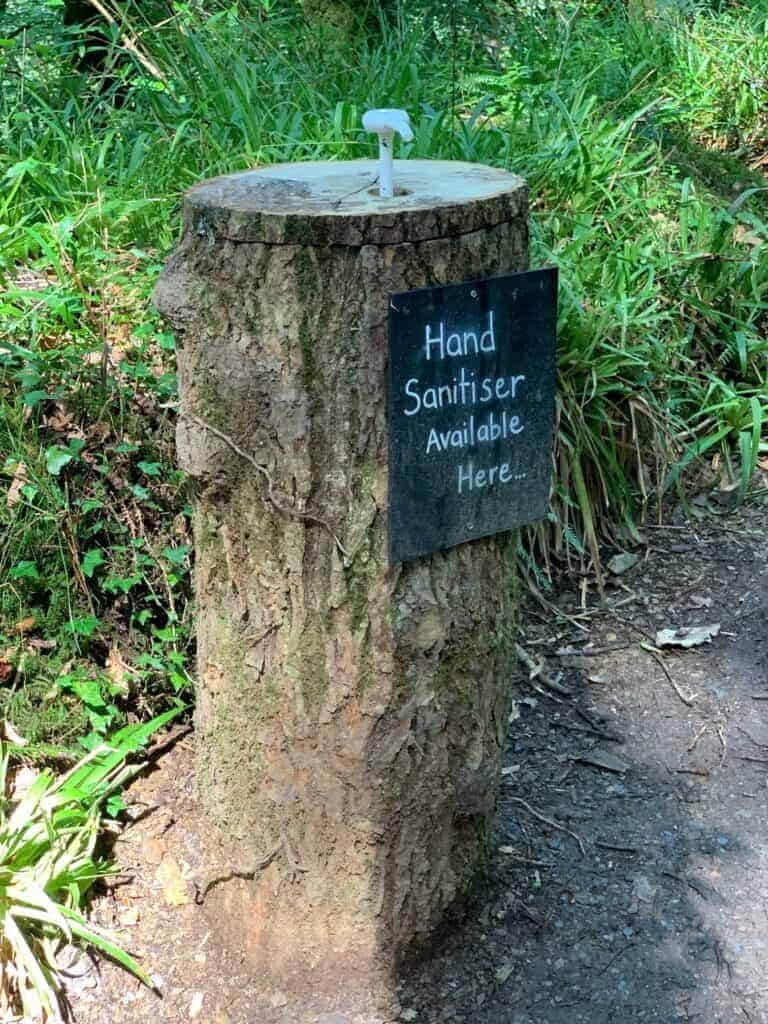 Hand
Sanitiser
Available
Here...